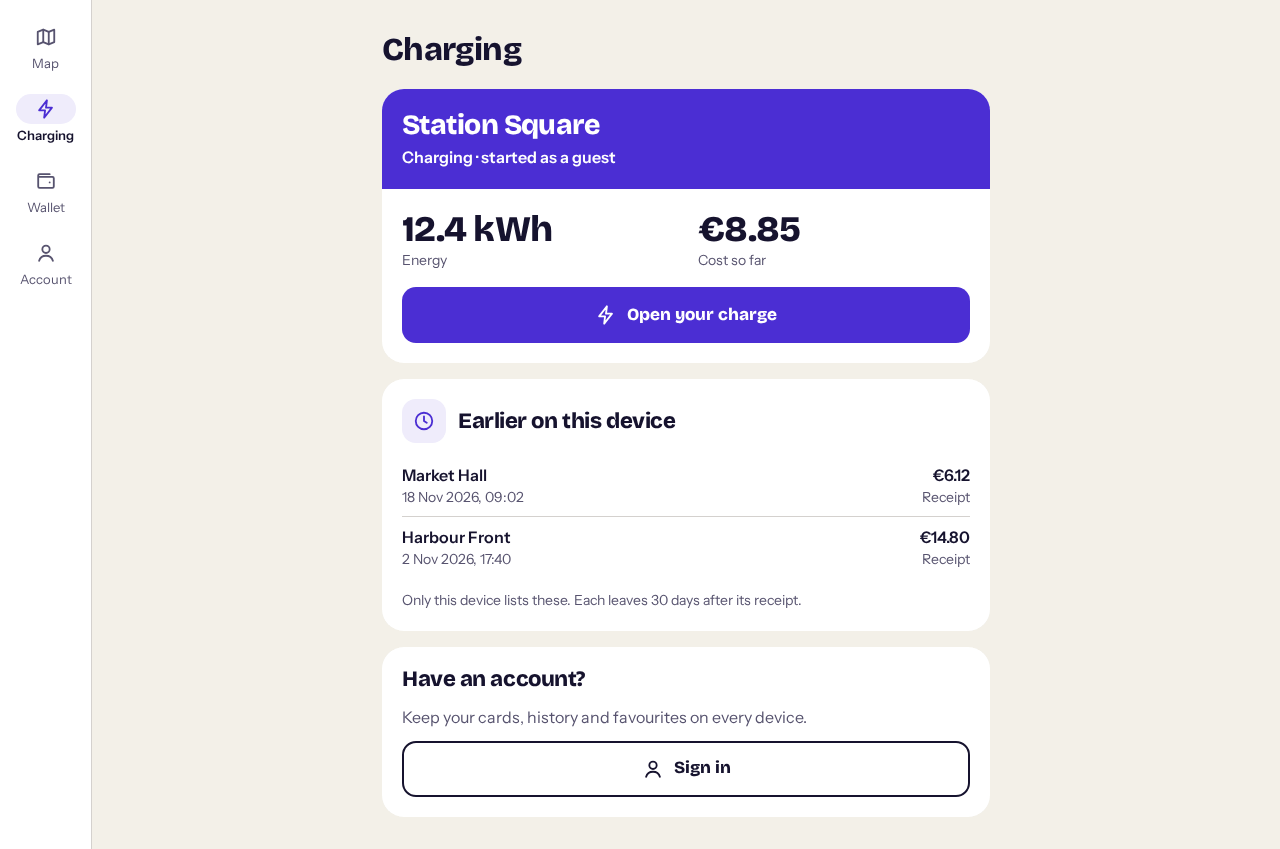 Map
Charging
Wallet
Account
Charging
Station Square
Charging · started as a guest
12.4 kWh
€8.85
Energy
Cost so far
Open your charge
Earlier on this device
Market Hall
€6.12
18 Nov 2026, 09:02
Receipt
Harbour Front
€14.80
2 Nov 2026, 17:40
Receipt
Only this device lists these. Each leaves 30 days after its receipt.
Have an account?
Keep your cards, history and favourites on every device.
Sign in